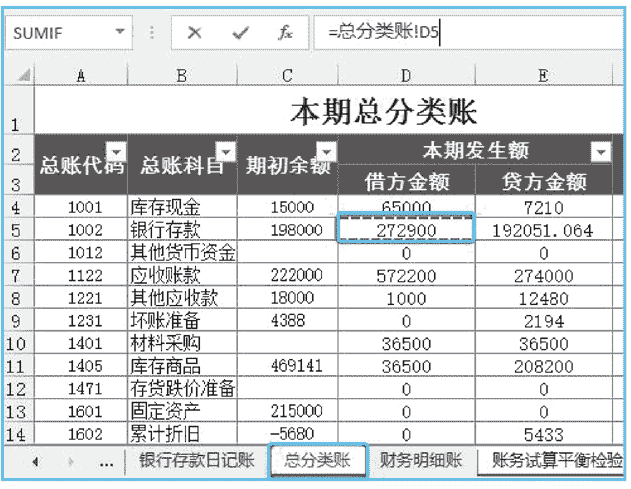 SUMIF =总分类账!D5
A B C D E
1 本期总分类账
2 总账代码 总账科目 期初余额 本期发生额
3 借方金额 贷方金额
4 1001 库存现金 15000 65000 7210
5 1002 银行存款 198000 272900 192051.064
6 1012 其他货币资金 0 0
7 1122 应收账款 222000 572200 274000
8 1221 其他应收款 18000 1000 12480
9 1231 坏账准备 4388 0 2194
10 1401 材料采购 36500 36500
11 1405 库存商品 469141 36500 208200
12 1471 存货跌价准备 0 0
13 1601 固定资产 215000 0 0
14 1602 累计折旧 -5680 0 5433
... 银行存款日记账 总分类账 财务明细账 账务试算平衡检验